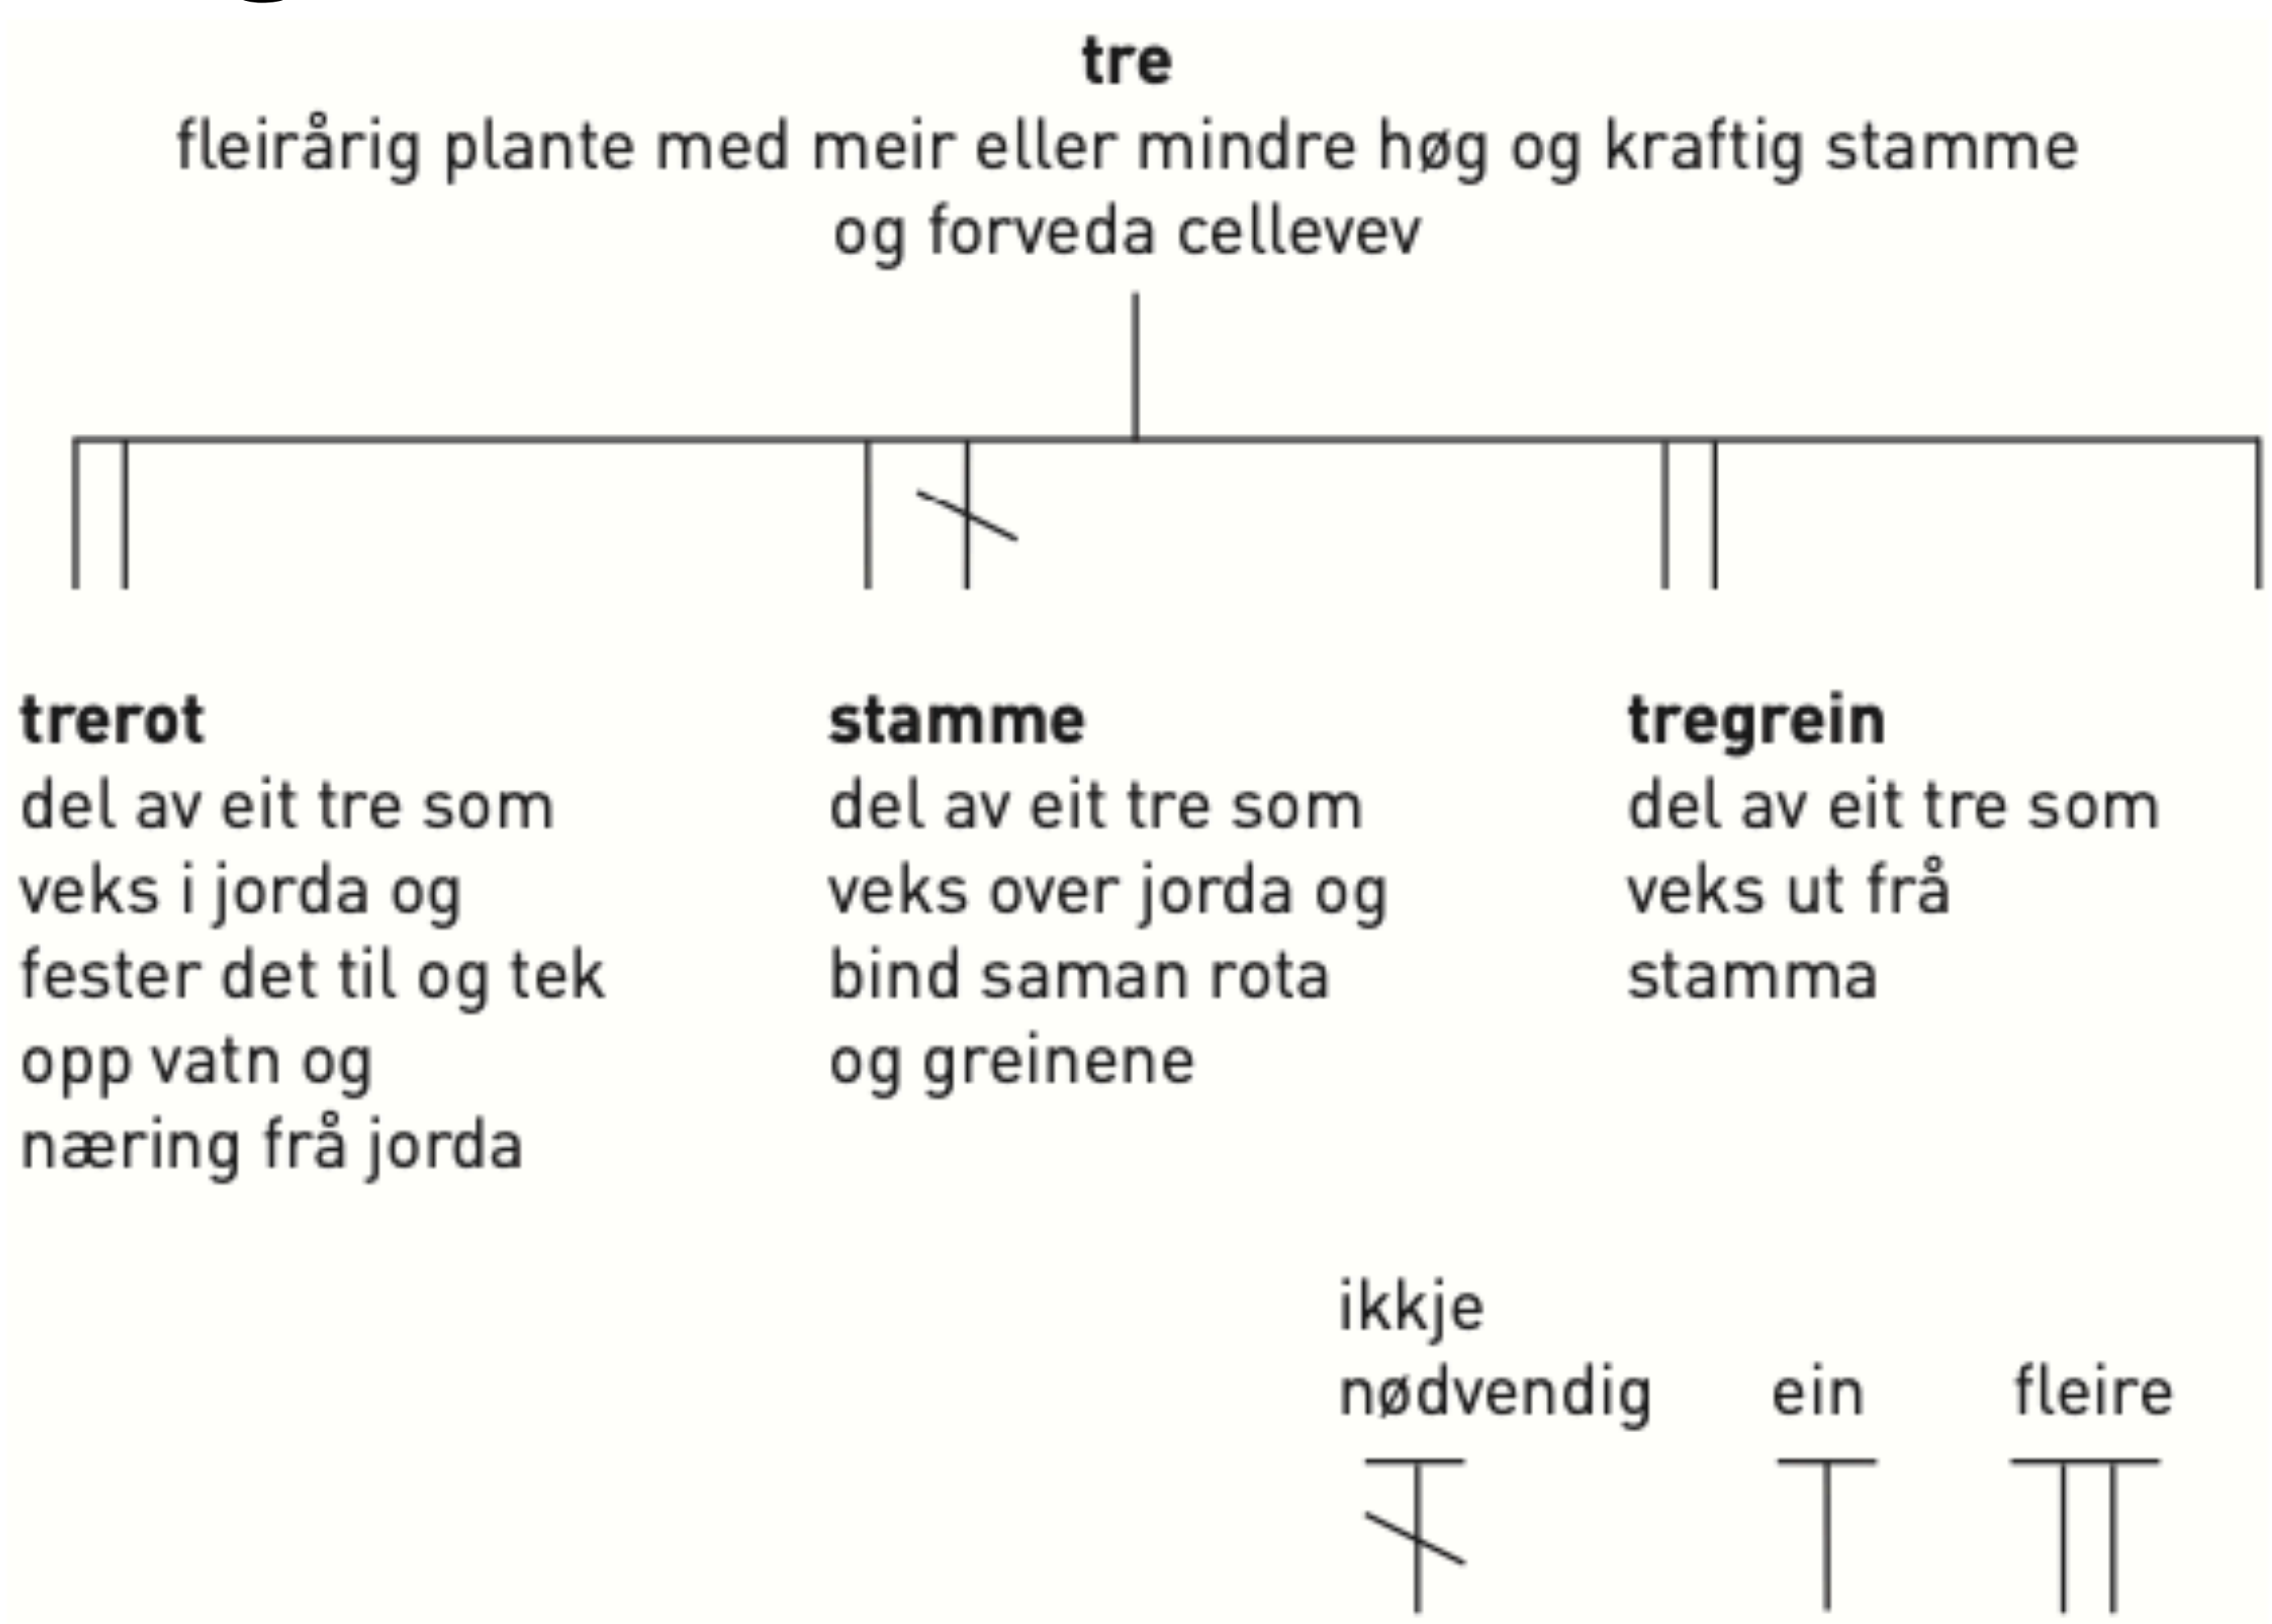 tre
fleirårig plante med meir eller mindre høg og kraftig stamme
og forveda cellevev
trerot
del av eit tre som
veks i jorda og
fester det til og tek
opp vatn og
næring frå jorda
stamme
del av eit tre som
veks over jorda og
bind saman rota
og greinene
tregrein
del av eit tre som
veks ut frå
stamma
ikkje
nødvendig
ein
fleire